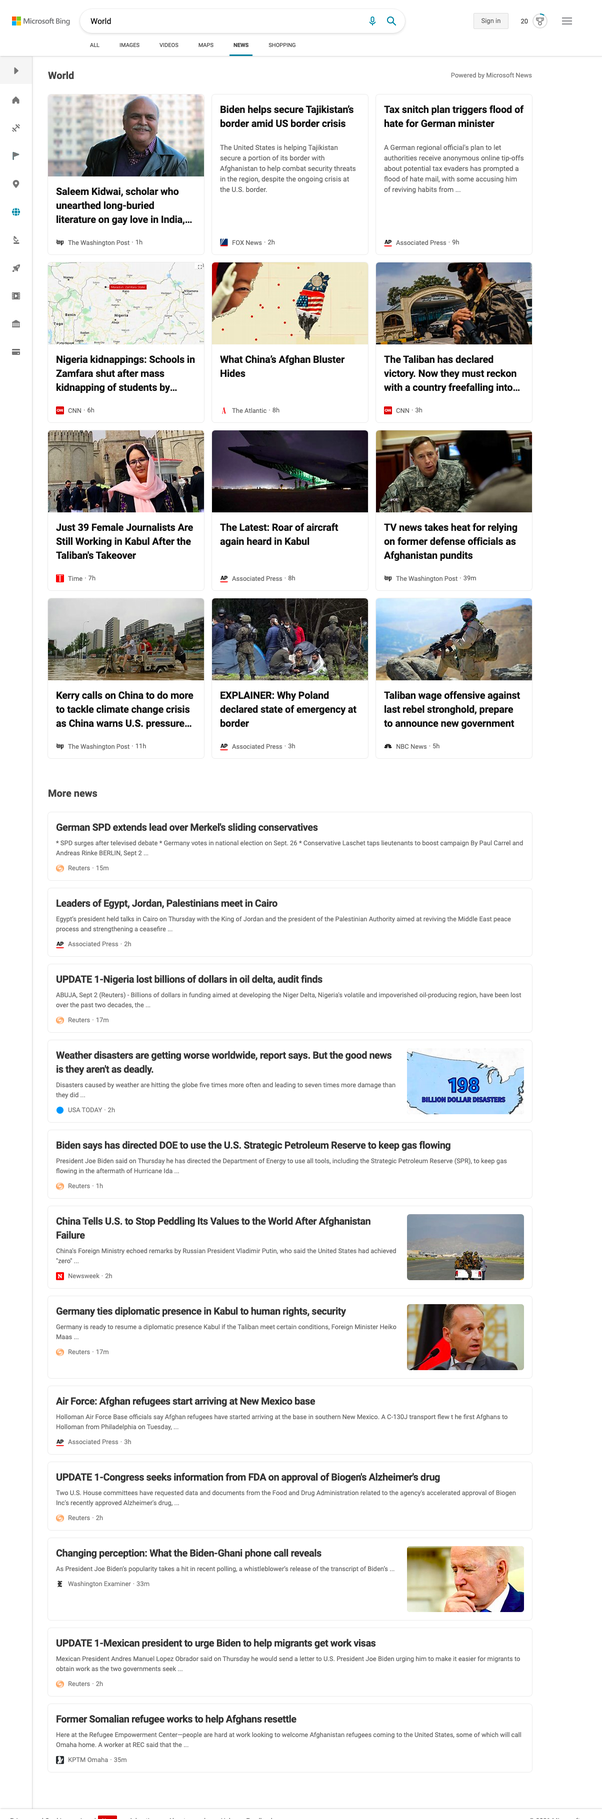 Microsoft Bing
World
Sign in
20
ALL IMAGES VIDEOS MAPS NEWS SHOPPING
World
Powered by Microsoft News
Saleem Kidwai, scholar who
unearthed long-buried
literature on gay love in India,...
The Washington Post · 1h
Biden helps secure Tajikistan's
border amid US border crisis
The United States is helping Tajikistan
secure a portion of its border with
Afghanistan to help combat security threats
in the region, despite the ongoing crisis at
the U.S. border.
FOX News · 2h
Tax snitch plan triggers flood of
hate for German minister
A German regional official's plan to let
authorities receive anonymous online tip-offs
about potential tax evaders has prompted a
flood of hate mail, with some accusing him
of reviving habits from ...
AP Associated Press · 9h
Nigeria kidnappings: Schools in
Zamfara shut after mass
kidnapping of students by...
CNN · 6h
What China's Afghan Bluster
Hides
The Atlantic · 8h
The Taliban has declared
victory. Now they must reckon
with a country freefalling into...
CNN · 3h
Just 39 Female Journalists Are
Still Working in Kabul After the
Taliban's Takeover
Time · 7h
The Latest: Roar of aircraft
again heard in Kabul
AP Associated Press · 8h
TV news takes heat for relying
on former defense officials as
Afghanistan pundits
The Washington Post · 39m
Kerry calls on China to do more
to tackle climate change crisis
as China warns U.S. pressure...
The Washington Post · 11h
EXPLAINER: Why Poland
declared state of emergency at
border
AP Associated Press · 3h
Taliban wage offensive against
last rebel stronghold, prepare
to announce new government
NBC News · 5h
More news
German SPD extends lead over Merkel's sliding conservatives
* SPD surges after televised debate * Germany votes in national election on Sept. 26 * Conservative Laschet taps lieutenants to boost campaign By Paul Carrel and
Andreas Rinke BERLIN, Sept 2 ...
Reuters · 15m
Leaders of Egypt, Jordan, Palestinians meet in Cairo
Egypt's president held talks in Cairo on Thursday with the King of Jordan and the president of the Palestinian Authority aimed at reviving the Middle East peace
process and strengthening a ceasefire ...
AP Associated Press · 2h
UPDATE 1-Nigeria lost billions of dollars in oil delta, audit finds
ABUJA, Sept 2 (Reuters) - Billions of dollars in funding aimed at developing the Niger Delta, Nigeria's volatile and impoverished oil-producing region, have been lost
over the past two decades, the ...
Reuters · 17m
Weather disasters are getting worse worldwide, report says. But the good news
is they aren't as deadly.
Disasters caused by weather are hitting the globe five times more often and leading to seven times more damage than
they did ...
USA TODAY · 2h
198
BILLION DOLLAR DISASTERS
Biden says has directed DOE to use the U.S. Strategic Petroleum Reserve to keep gas flowing
President Joe Biden said on Thursday he has directed the Department of Energy to use all tools, including the Strategic Petroleum Reserve (SPR), to keep gas
flowing in the aftermath of Hurricane Ida ...
Reuters · 1h
China Tells U.S. to Stop Peddling Its Values to the World After Afghanistan
Failure
China's Foreign Ministry echoed remarks by Russian President Vladimir Putin, who said the United States had achieved
"zero" ...
N Newsweek · 2h
Germany ties diplomatic presence in Kabul to human rights, security
Germany is ready to resume a diplomatic presence Kabul if the Taliban meet certain conditions, Foreign Minister Heiko
Maas ...
Reuters · 17m
Air Force: Afghan refugees start arriving at New Mexico base
Holloman Air Force Base officials say Afghan refugees have started arriving at the base in southern New Mexico. A C-130J transport flew t he first Afghans to
Holloman from Philadelphia on Tuesday, ...
AP Associated Press · 3h
UPDATE 1-Congress seeks information from FDA on approval of Biogen's Alzheimer's drug
Two U.S. House committees have requested data and documents from the Food and Drug Administration related to the agency's accelerated approval of Biogen
Inc's recently approved Alzheimer's drug, ...
Reuters · 2h
Changing perception: What the Biden-Ghani phone call reveals
As President Joe Biden's popularity takes a hit in recent polling, a whistleblower's release of the transcript of Biden's ...
Washington Examiner · 33m
UPDATE 1-Mexican president to urge Biden to help migrants get work visas
Mexican President Andres Manuel Lopez Obrador said on Thursday he would send a letter to U.S. President Joe Biden urging him to make it easier for migrants to
obtain work as the two governments seek ...
Reuters · 2h
Former Somalian refugee works to help Afghans resettle
Here at the Refugee Empowerment Center—people are hard at work looking to welcome Afghanistan refugees coming to the United States, some of which will call
Omaha home. A worker at REC said that the ...
KPTM Omaha · 35m